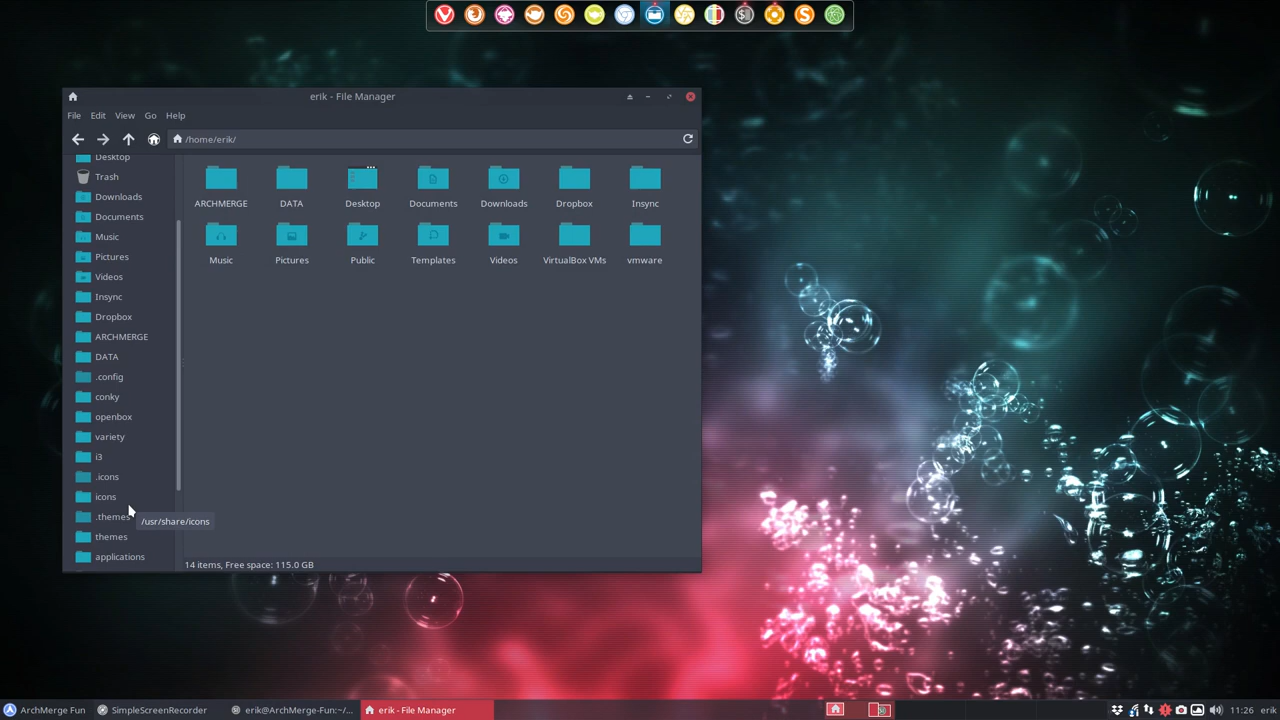 erik - File Manager
File Edit View Go Help
/home/erik/
Desktop
Trash
Downloads
Documents
Music
Pictures
Videos
Insync
Dropbox
ARCHMERGE
DATA
.config
conky
openbox
variety
i3
.icons
icons
.themes
/usr/share/icons
themes
applications
ARCHMERGE DATA Desktop Documents Downloads Dropbox Insync
Music Pictures Public Templates Videos VirtualBox VMs vmware
14 items, Free space: 115.0 GB
ArchMerge Fun SimpleScreenRecorder erik@ArchMerge-Fun:~/... erik - File Manager 11:26 erik